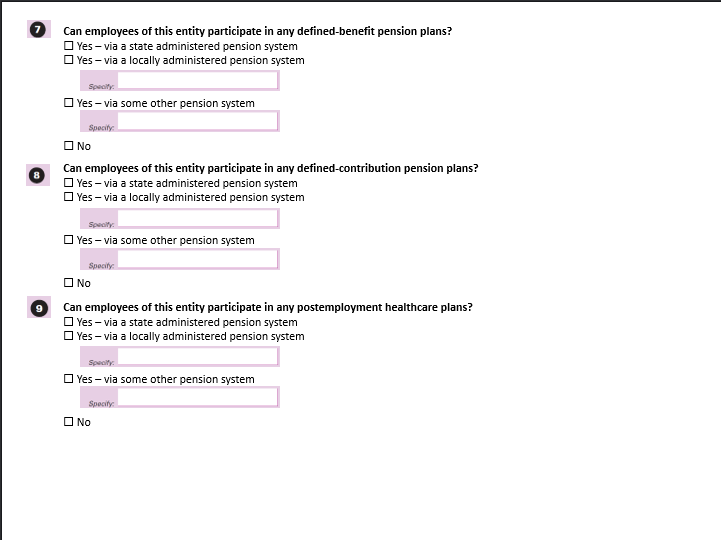 7 Can employees of this entity participate in any defined-benefit pension plans?
☐ Yes – via a state administered pension system
☐ Yes – via a locally administered pension system
Specify:
☐ Yes – via some other pension system
Specify:
☐ No
8 Can employees of this entity participate in any defined-contribution pension plans?
☐ Yes – via a state administered pension system
☐ Yes – via a locally administered pension system
Specify:
☐ Yes – via some other pension system
Specify:
☐ No
9 Can employees of this entity participate in any postemployment healthcare plans?
☐ Yes – via a state administered pension system
☐ Yes – via a locally administered pension system
Specify:
☐ Yes – via some other pension system
Specify:
☐ No